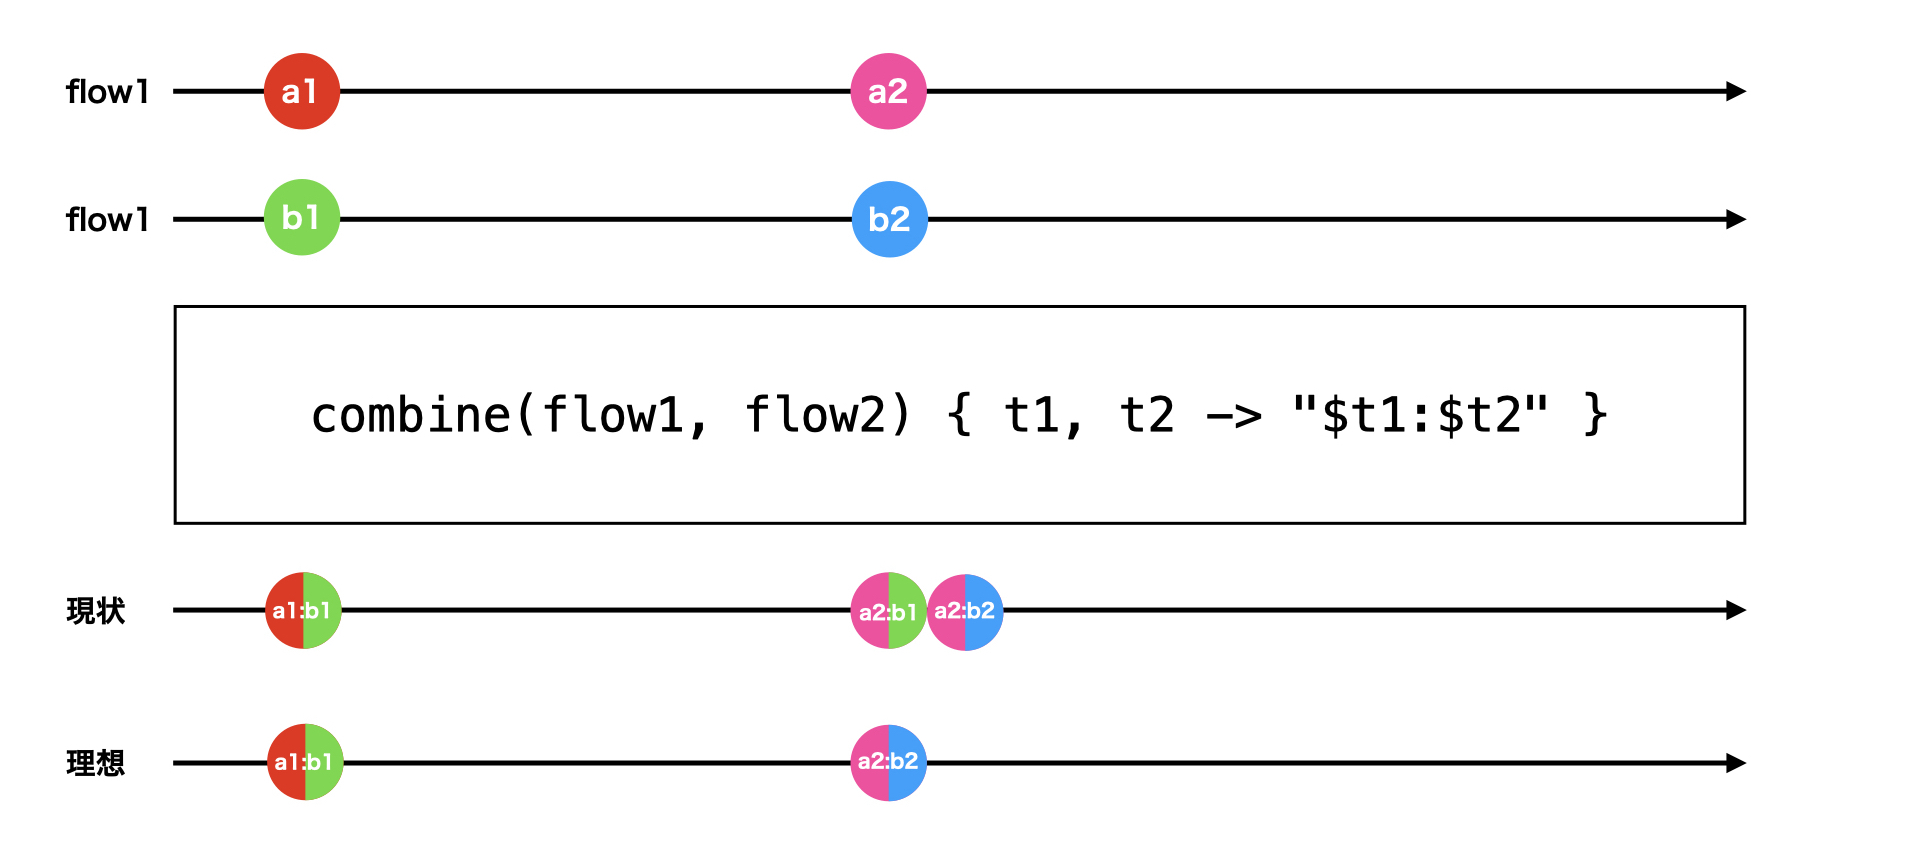 flow1 a1 a2
flow1 b1 b2
combine(flow1, flow2) { t1, t2 -> "$t1:$t2" }
現状 a1:b1 a2:b1 a2:b2
理想 a1:b1 a2:b2